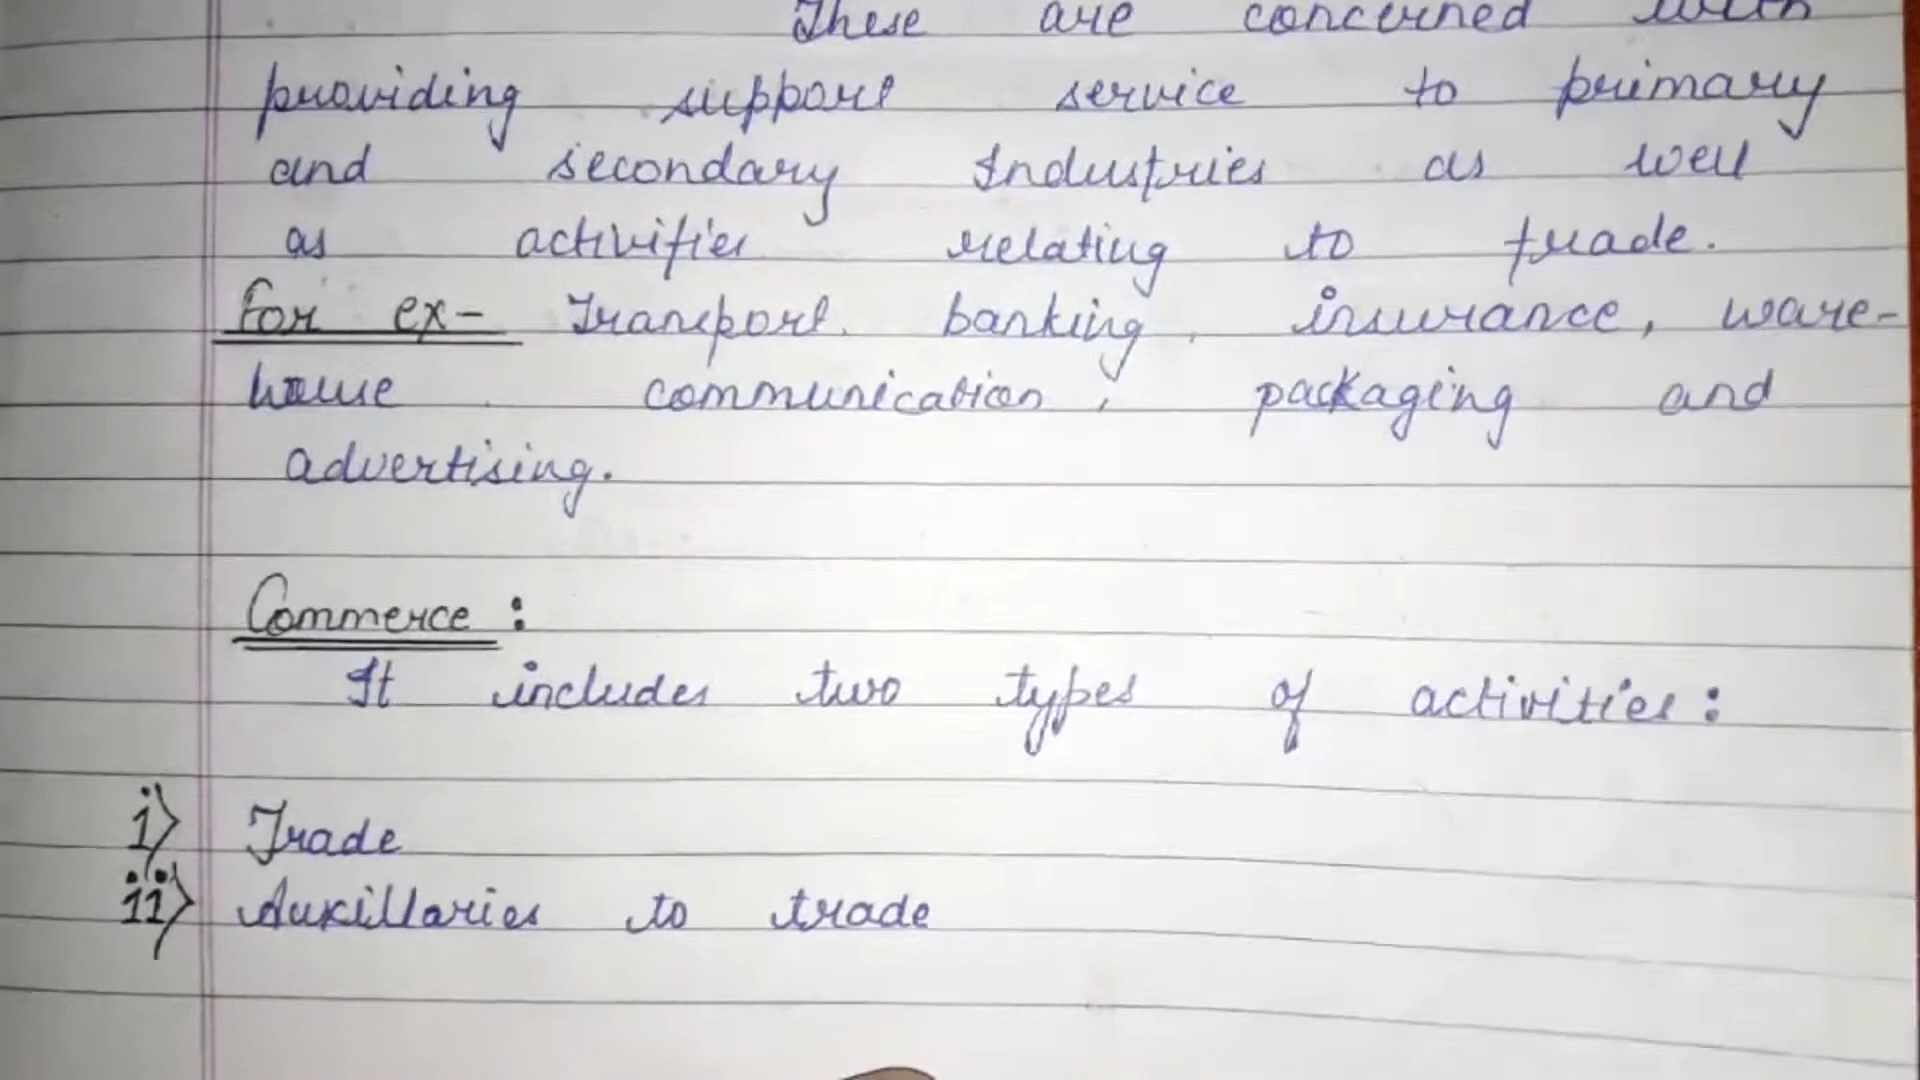 These are concerned with
providing support service to primary
and secondary Industries as well
as activities relating to trade.
For ex- Transport, banking, insurance, ware-
house, communication, packaging and
advertising.
Commerce :
It includes two types of activities:
i) Trade
ii) Auxillaries to trade